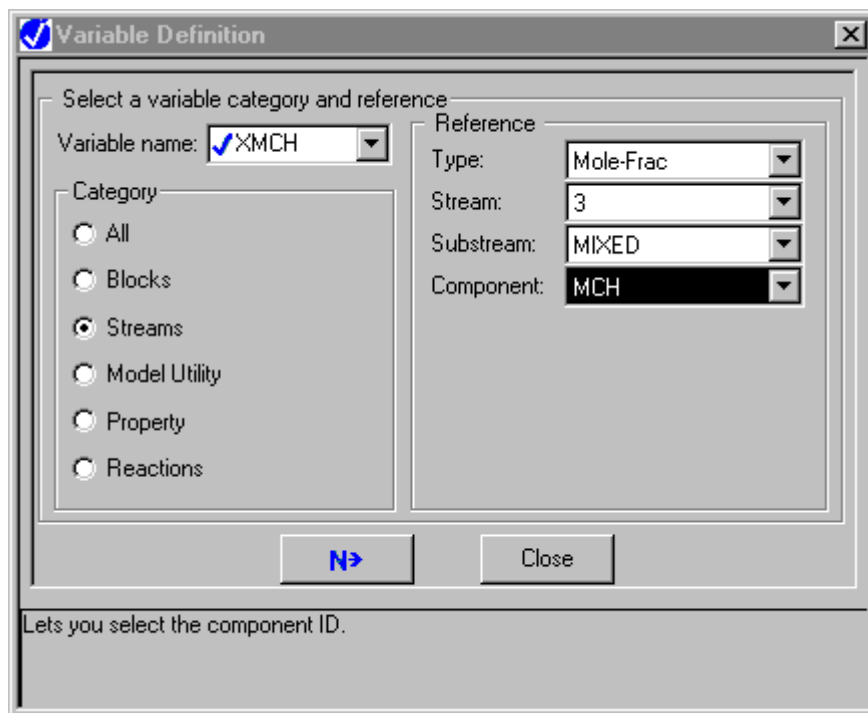 Variable Definition
Select a variable category and reference
Variable name: XMCH
Category
All
Blocks
Streams
Model Utility
Property
Reactions
Reference
Type: Mole-Frac
Stream: 3
Substream: MIXED
Component: MCH
N
Close
Lets you select the component ID.